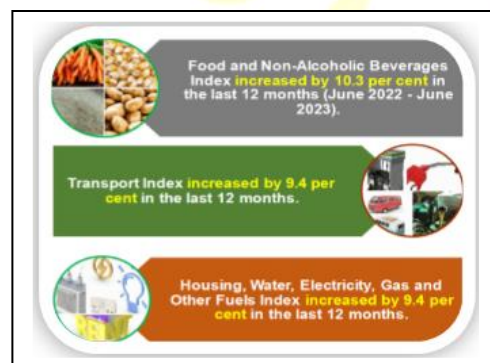 Food and Non-Alcoholic Beverages
Index increased by 10.3 per cent in
the last 12 months (June 2022 - June
2023).
Transport Index increased by 9.4 per
cent in the last 12 months.
Housing, Water, Electricity, Gas and
Other Fuels Index increased by 9.4 per
cent in the last 12 months.